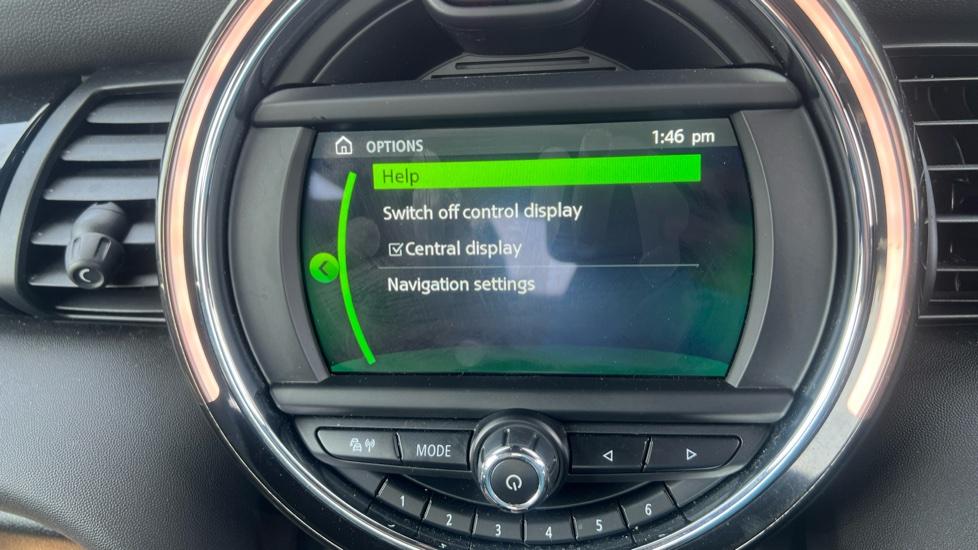 OPTIONS 1:46 pm
Help
Switch off control display
Central display
Navigation settings
MODE
1 2 3 4 5 6